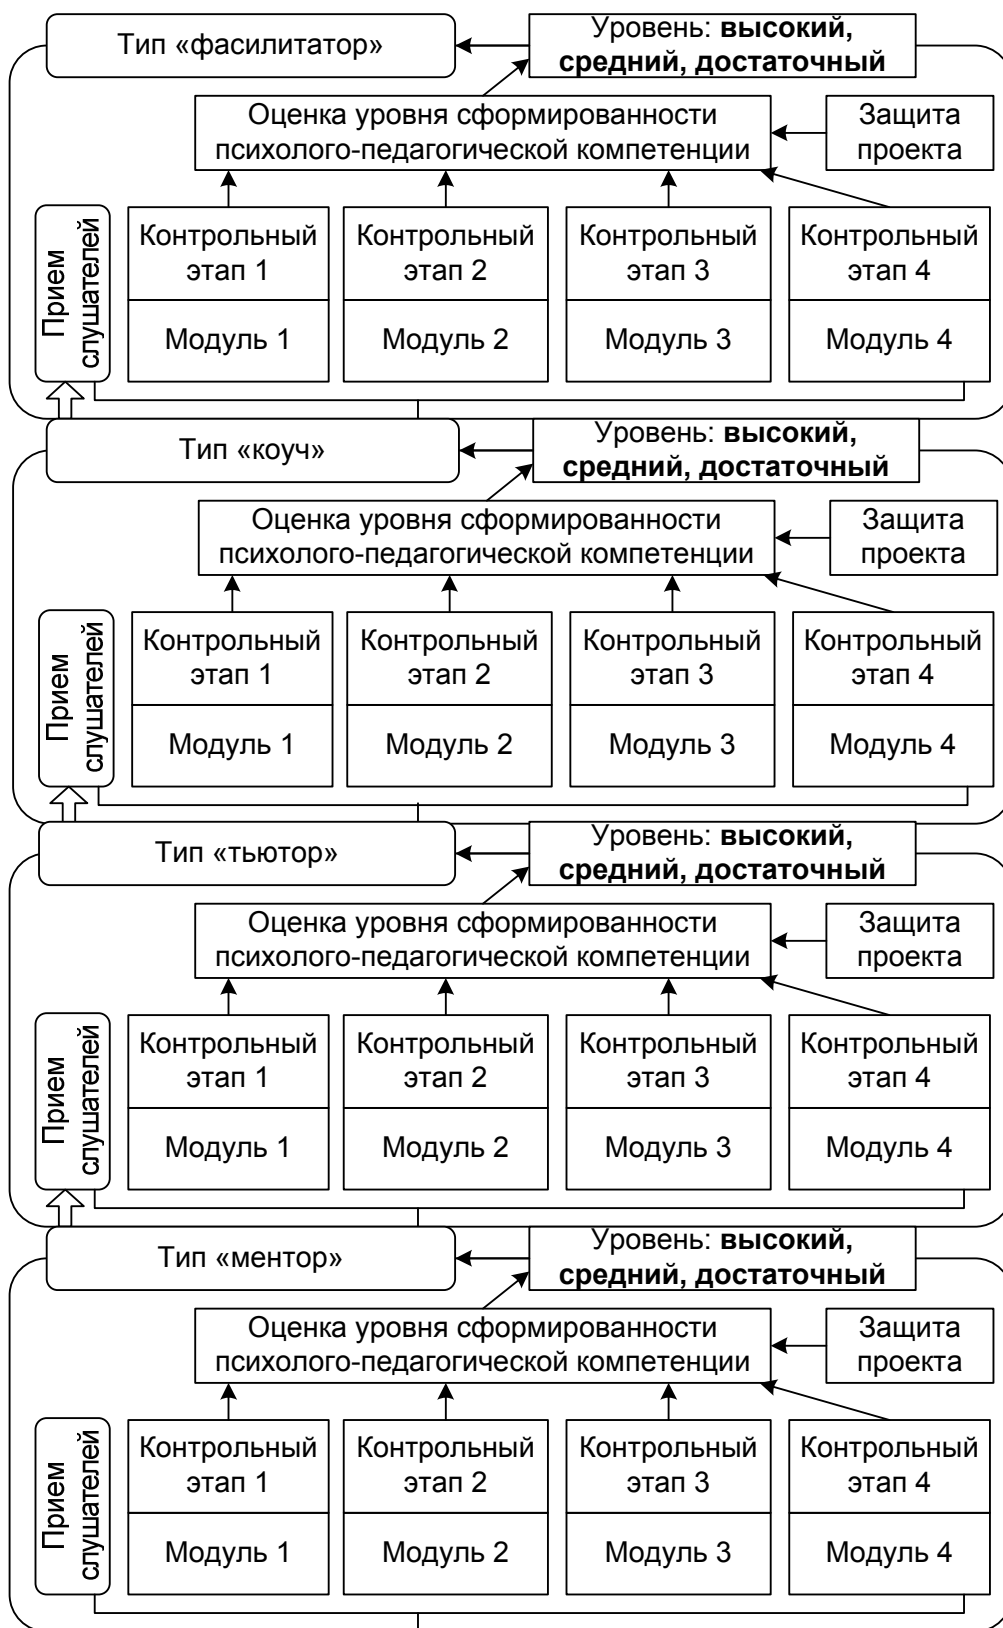 Тип «фасилитатор»
Уровень: высокий,
средний, достаточный
Оценка уровня сформированности
психолого-педагогической компетенции
Защита
проекта
Прием
слушателей
Контрольный
этап 1
Контрольный
этап 2
Контрольный
этап 3
Контрольный
этап 4
Модуль 1
Модуль 2
Модуль 3
Модуль 4
Тип «коуч»
Уровень: высокий,
средний, достаточный
Оценка уровня сформированности
психолого-педагогической компетенции
Защита
проекта
Прием
слушателей
Контрольный
этап 1
Контрольный
этап 2
Контрольный
этап 3
Контрольный
этап 4
Модуль 1
Модуль 2
Модуль 3
Модуль 4
Тип «тьютор»
Уровень: высокий,
средний, достаточный
Оценка уровня сформированности
психолого-педагогической компетенции
Защита
проекта
Прием
слушателей
Контрольный
этап 1
Контрольный
этап 2
Контрольный
этап 3
Контрольный
этап 4
Модуль 1
Модуль 2
Модуль 3
Модуль 4
Тип «ментор»
Уровень: высокий,
средний, достаточный
Оценка уровня сформированности
психолого-педагогической компетенции
Защита
проекта
Прием
слушателей
Контрольный
этап 1
Контрольный
этап 2
Контрольный
этап 3
Контрольный
этап 4
Модуль 1
Модуль 2
Модуль 3
Модуль 4